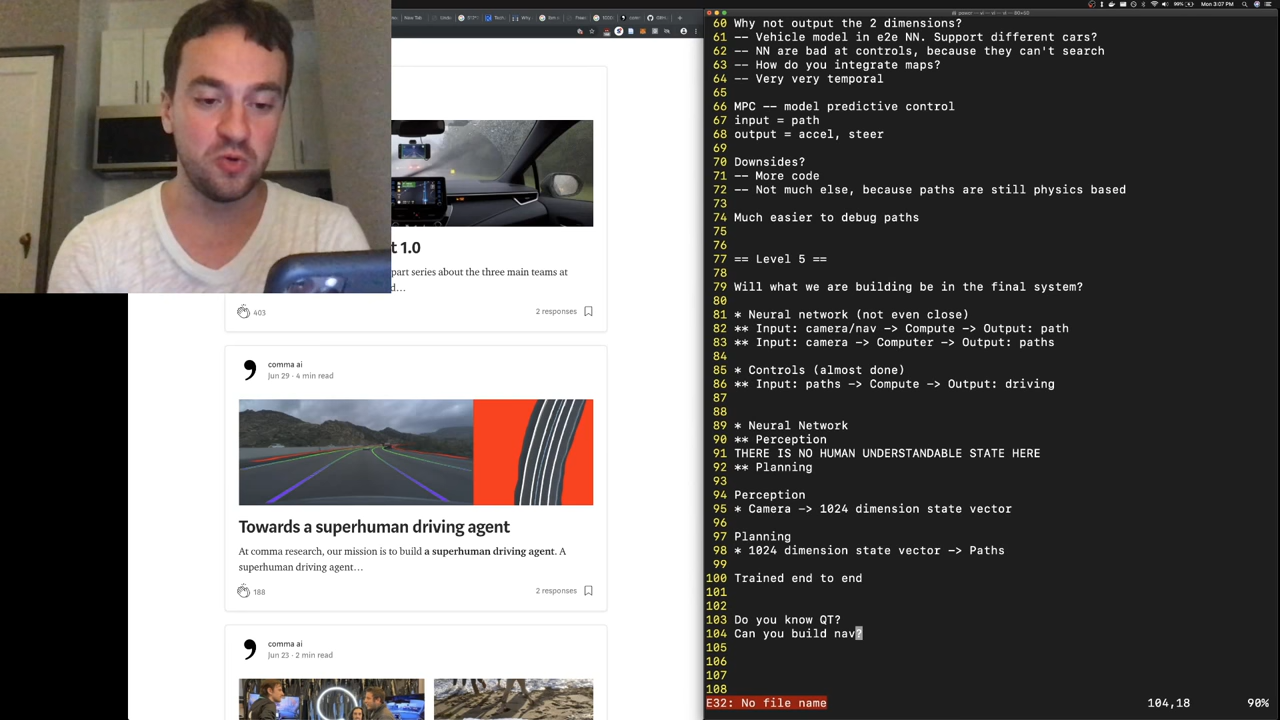 New Tab
Why
99%
Mon 3:07 PM
t 1.0
part series about the three main teams at
d…
403
2 responses
comma ai
Jun 29 · 4 min read
Towards a superhuman driving agent
At comma research, our mission is to build a superhuman driving agent. A
superhuman driving agent…
188
2 responses
comma ai
Jun 23 · 2 min read
60 Why not output the 2 dimensions?
61 -- Vehicle model in e2e NN. Support different cars?
62 -- NN are bad at controls, because they can't search
63 -- How do you integrate maps?
64 -- Very very temporal
65
66 MPC -- model predictive control
67 input = path
68 output = accel, steer
69
70 Downsides?
71 -- More code
72 -- Not much else, because paths are still physics based
73
74 Much easier to debug paths
75
76
77 == Level 5 ==
78
79 Will what we are building be in the final system?
80
81 * Neural network (not even close)
82 ** Input: camera/nav -> Compute -> Output: path
83 ** Input: camera -> Computer -> Output: paths
84
85 * Controls (almost done)
86 ** Input: paths -> Compute -> Output: driving
87
88
89 * Neural Network
90 ** Perception
91 THERE IS NO HUMAN UNDERSTANDABLE STATE HERE
92 ** Planning
93
94 Perception
95 * Camera -> 1024 dimension state vector
96
97 Planning
98 * 1024 dimension state vector -> Paths
99
100 Trained end to end
101
102
103 Do you know QT?
104 Can you build nav?
105
106
107
108
E32: No file name
104,18
90%